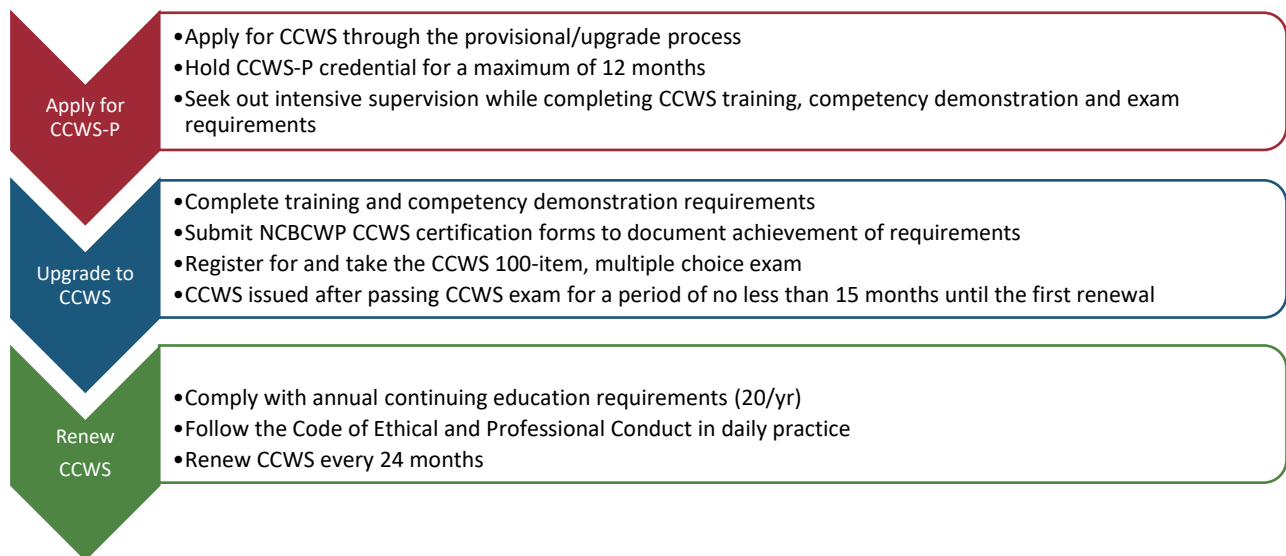 Apply for
CCWS-P
•Apply for CCWS through the provisional/upgrade process
•Hold CCWS-P credential for a maximum of 12 months
•Seek out intensive supervision while completing CCWS training, competency demonstration and exam
requirements
Upgrade to
CCWS
•Complete training and competency demonstration requirements
•Submit NCBCWP CCWS certification forms to document achievement of requirements
•Register for and take the CCWS 100-item, multiple choice exam
•CCWS issued after passing CCWS exam for a period of no less than 15 months until the first renewal
Renew
CCWS
•Comply with annual continuing education requirements (20/yr)
•Follow the Code of Ethical and Professional Conduct in daily practice
•Renew CCWS every 24 months